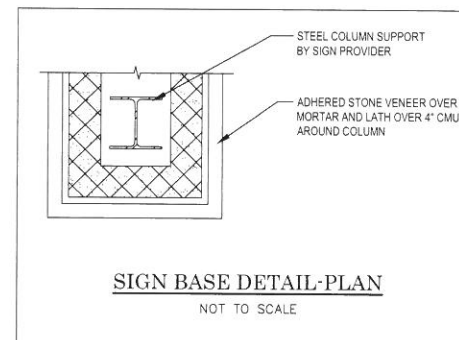 STEEL COLUMN SUPPORT
BY SIGN PROVIDER
ADHERED STONE VENEER OVER
MORTAR AND LATH OVER 4" CMU
AROUND COLUMN
SIGN BASE DETAIL-PLAN
NOT TO SCALE